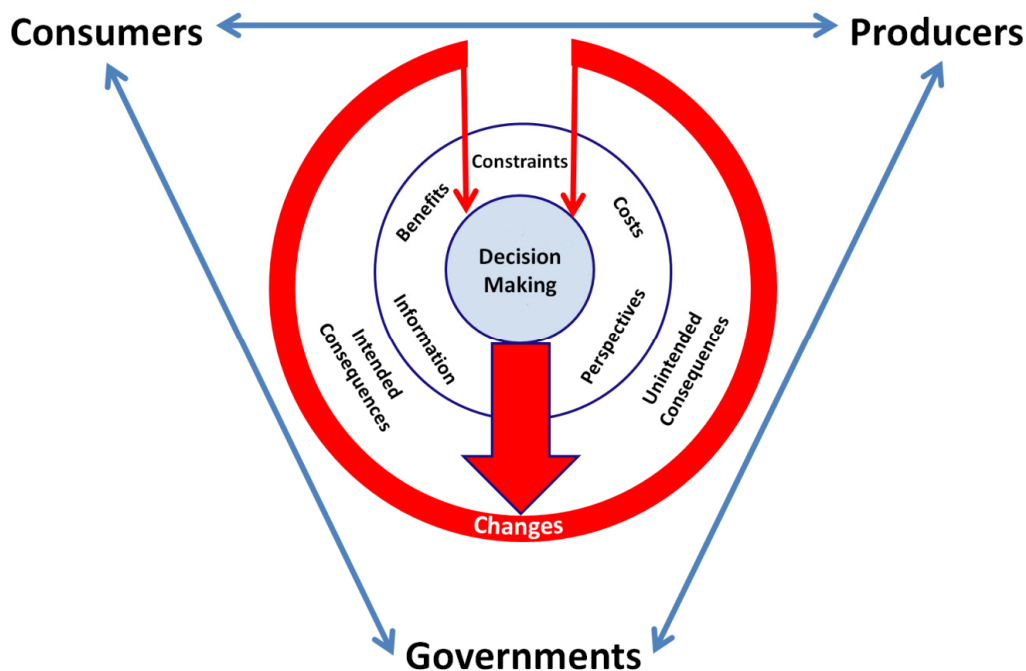 Consumers
Producers
Constraints
Benefits
Costs
Decision
Making
Information
Perspectives
Intended
Consequences
Unintended
Consequences
Changes
Governments